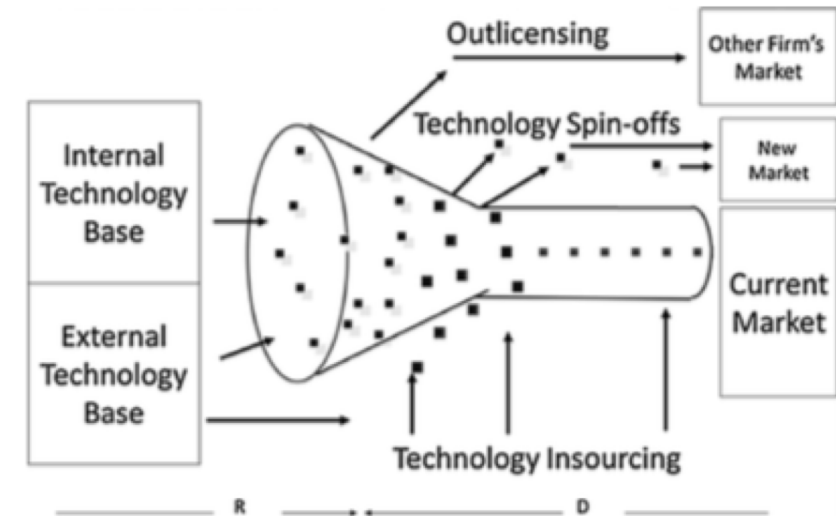 Outlicensing
Other Firm's
Market
Technology Spin-offs
New
Market
Internal
Technology
Base
External
Technology
Base
Current
Market
Technology Insourcing
R
D